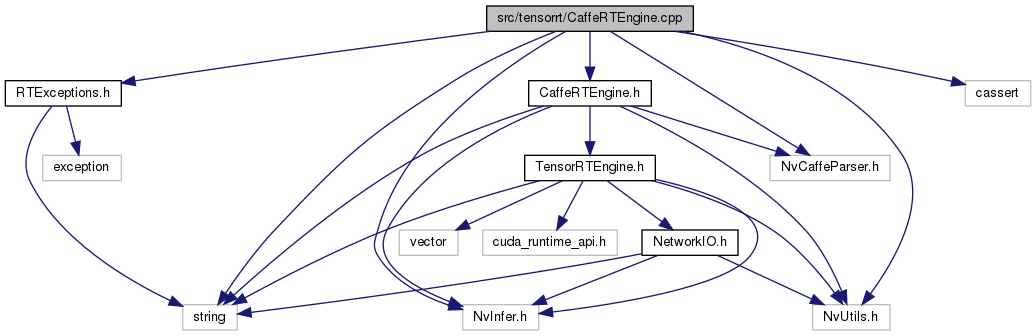 src/tensorrt/CaffeRTEngine.cpp
RTExceptions.h
CaffeRTEngine.h
cassert
exception
TensorRTEngine.h
NvCaffeParser.h
vector
cuda_runtime_api.h
NetworkIO.h
string
NvInfer.h
NvUtils.h